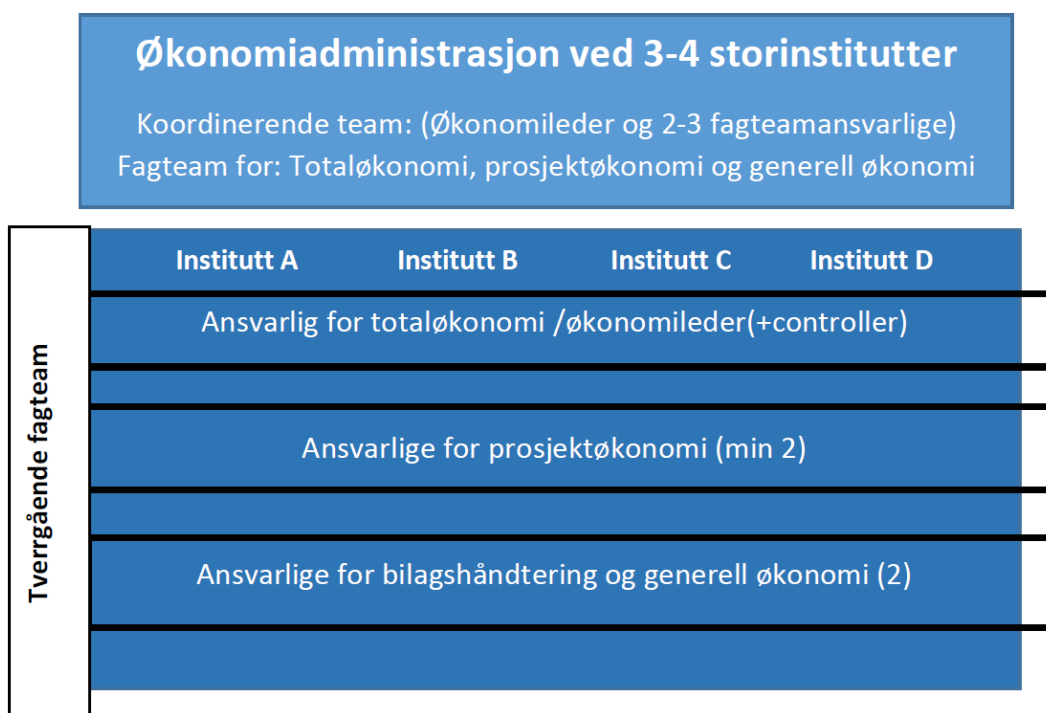 Økonomiadministrasjon ved 3-4 storinstitutter
Koordinerende team: (Økonomileder og 2-3 fagteamansvarlige)
Fagteam for: Totaløkonomi, prosjektøkonomi og generell økonomi
Tverrgående fagteam
Institutt A Institutt B Institutt C Institutt D
Ansvarlig for totaløkonomi /økonomileder(+controller)
Ansvarlige for prosjektøkonomi (min 2)
Ansvarlige for bilagshåndtering og generell økonomi (2)